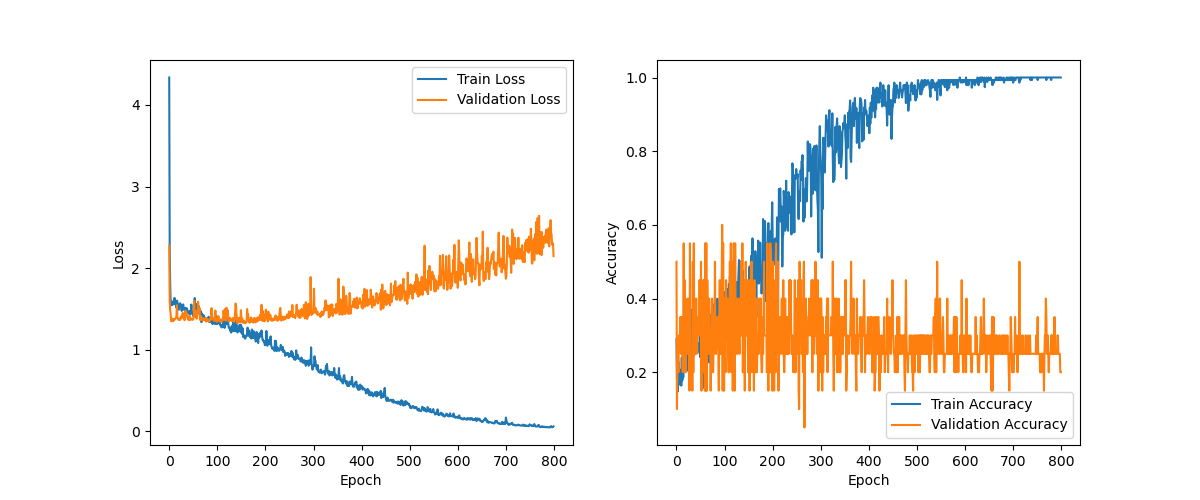 Train Loss
Validation Loss
4
3
2
1
0
Loss
0 100 200 300 400 500 600 700 800
Epoch
1.0
0.8
0.6
0.4
0.2
Accuracy
Train Accuracy
Validation Accuracy
0 100 200 300 400 500 600 700 800
Epoch